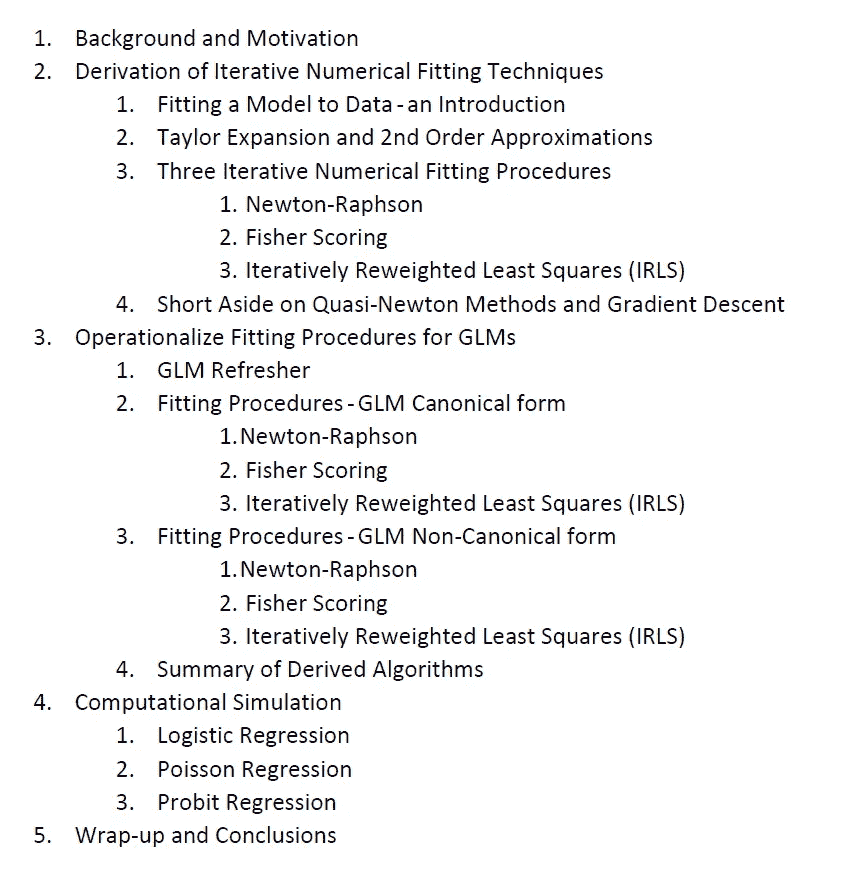 1. Background and Motivation
2. Derivation of Iterative Numerical Fitting Techniques
1. Fitting a Model to Data - an Introduction
2. Taylor Expansion and 2nd Order Approximations
3. Three Iterative Numerical Fitting Procedures
1. Newton-Raphson
2. Fisher Scoring
3. Iteratively Reweighted Least Squares (IRLS)
4. Short Aside on Quasi-Newton Methods and Gradient Descent
3. Operationalize Fitting Procedures for GLMs
1. GLM Refresher
2. Fitting Procedures - GLM Canonical form
1. Newton-Raphson
2. Fisher Scoring
3. Iteratively Reweighted Least Squares (IRLS)
3. Fitting Procedures - GLM Non-Canonical form
1. Newton-Raphson
2. Fisher Scoring
3. Iteratively Reweighted Least Squares (IRLS)
4. Summary of Derived Algorithms
4. Computational Simulation
1. Logistic Regression
2. Poisson Regression
3. Probit Regression
5. Wrap-up and Conclusions